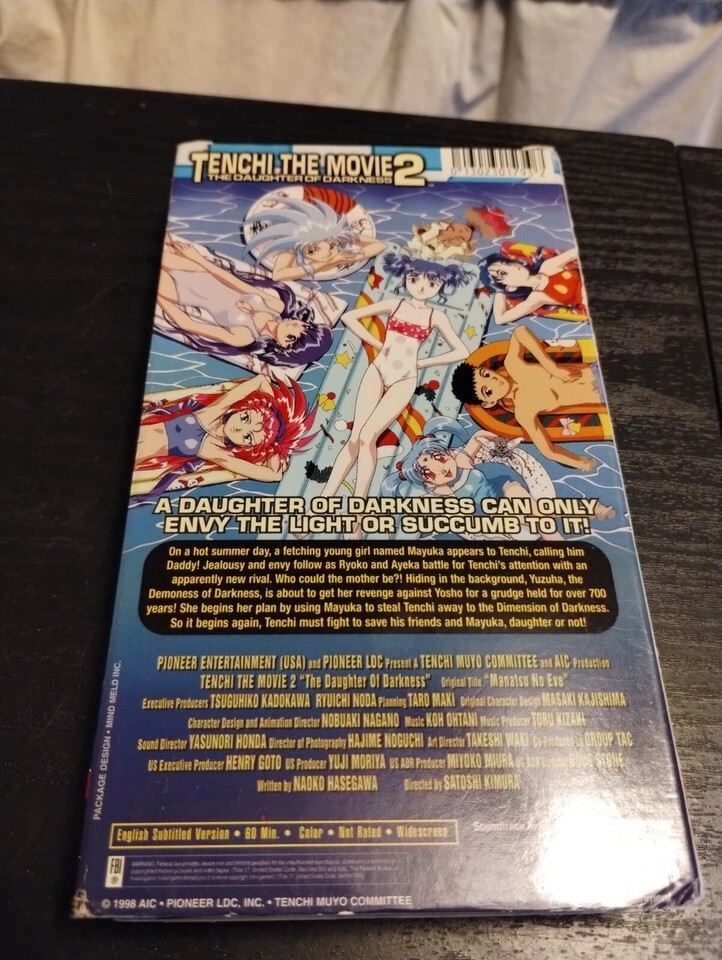 TENCHI THE MOVIE 2
THE DAUGHTER OF DARKNESS
A DAUGHTER OF DARKNESS CAN ONLY
ENVY THE LIGHT OR SUCCUMB TO IT!
On a hot summer day, a fetching young girl named Mayuka appears to Tenchi, calling him
Daddy! Jealousy and envy follow as Ryoko and Ayeka battle for Tenchi's attention with an
apparently new rival. Who could the mother be?! Hiding in the background, Yuzuha, the
Demoness of Darkness, is about to get her revenge against Yosho for a grudge held for over 700
years! She begins her plan by using Mayuka to steal Tenchi away to the Dimension of Darkness.
So it begins again, Tenchi must fight to save his friends and Mayuka, daughter or not!
PIONEER ENTERTAINMENT (USA) and PIONEER LDC Present A TENCHI MUYO COMMITTEE and AIC Production
TENCHI THE MOVIE 2 "The Daughter Of Darkness" Original Title "Manatsu No Eve"
Executive Producers TSUGUHIKO KADOKAWA RYUICHI NODA Planning TARO MAKI Original Character Design MASAKI KAJISHIMA
Character Design and Animation Director NOBUAKI NAGANO Music KOH OHTANI Music Producer TORU KIZAKI
Sound Director YASUNORI HONDA Director of Photography HAJIME NOGUCHI Art Director TAKESHI WAKI GROUP TAC
US Executive Producer HENRY GOTO US Producer YUJI MORIYA US ADR Producer MIYOKO MIURA US STONE
Written by NAOKO HASEGAWA Directed by SATOSHI KIMURA
English Subtitled Version • 60 Min. • Color • Not Rated • Widescreen
Soundtrack
FBI
© 1998 AIC • PIONEER LDC, INC. • TENCHI MUYO COMMITTEE
PACKAGE DESIGN • MIND MELD INC.